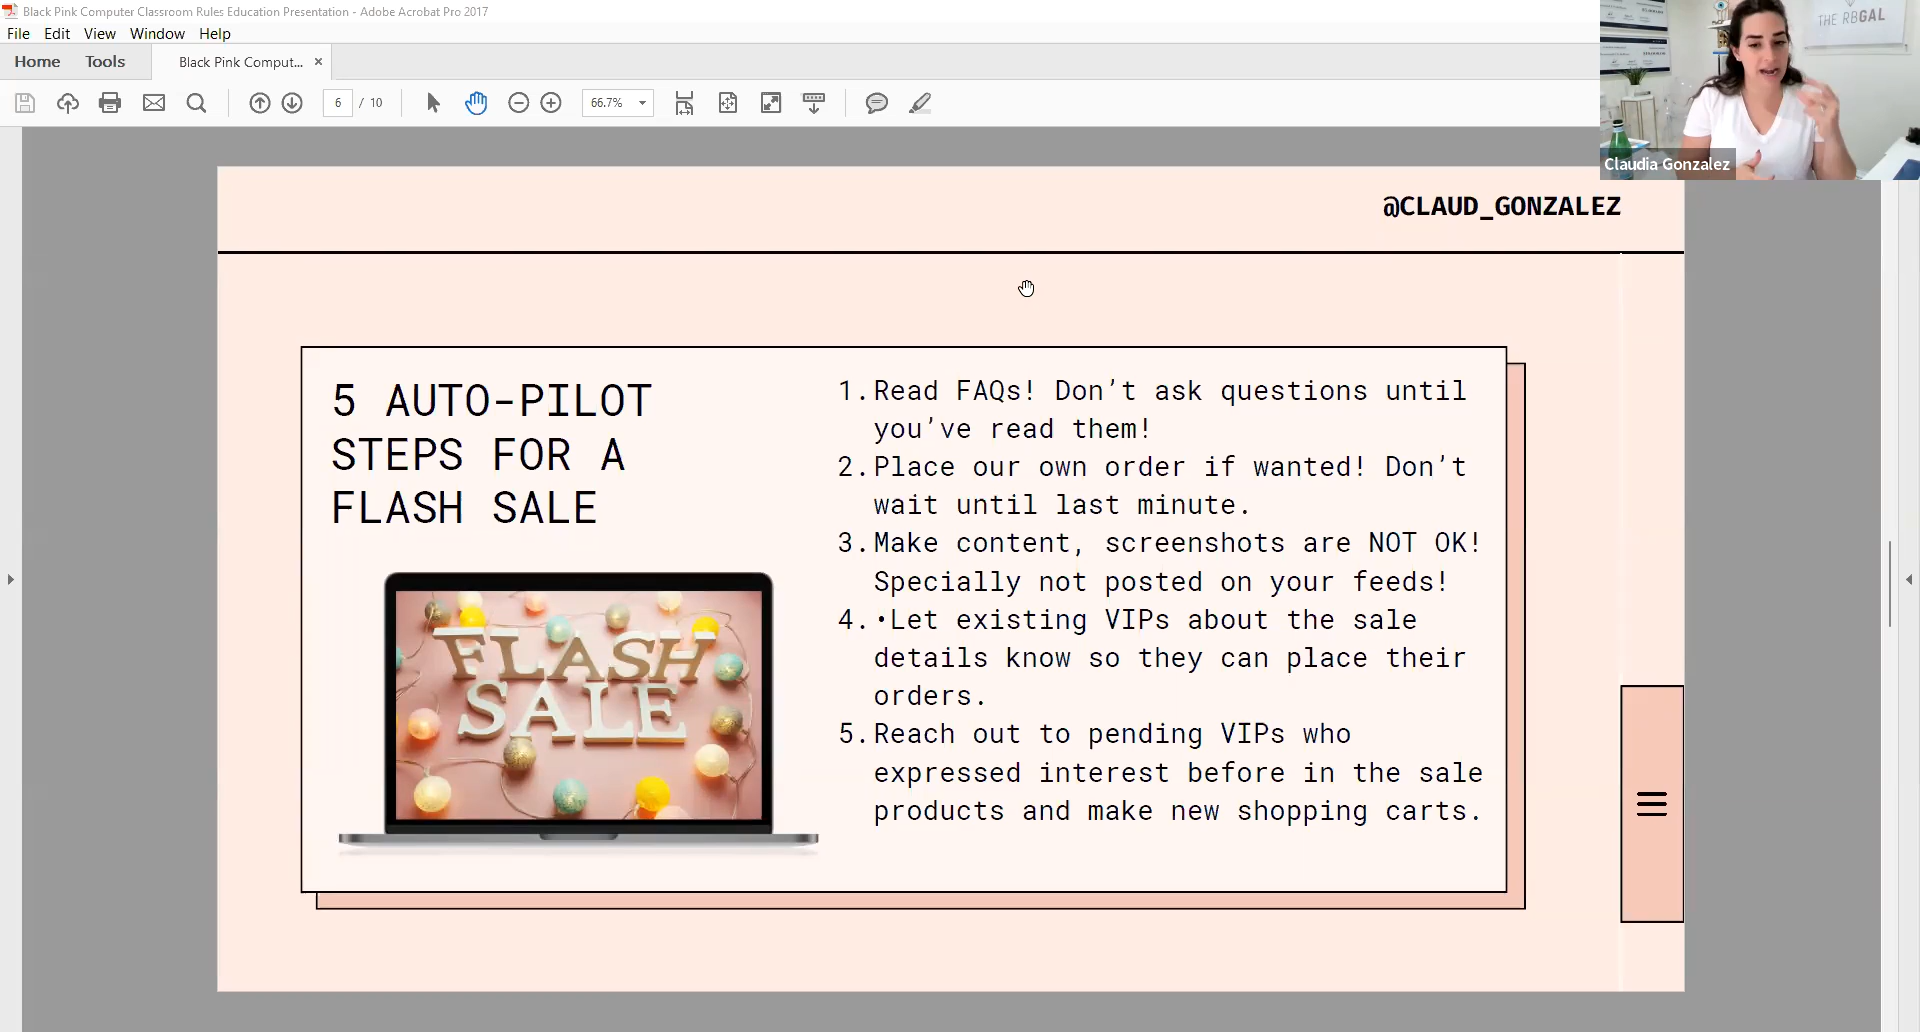 Black Pink Computer Classroom Rules Education Presentation - Adobe Acrobat Pro 2017
File Edit View Window Help
Home Tools Black Pink Comput... ×
6 / 10 66.7%
THE RBGAL
Claudia Gonzalez
@CLAUD_GONZALEZ
5 AUTO-PILOT
STEPS FOR A
FLASH SALE
FLASH
SALE
1.Read FAQs! Don’t ask questions until
you’ve read them!
2.Place our own order if wanted! Don’t
wait until last minute.
3.Make content, screenshots are NOT OK!
Specially not posted on your feeds!
4.•Let existing VIPs about the sale
details know so they can place their
orders.
5.Reach out to pending VIPs who
expressed interest before in the sale
products and make new shopping carts.